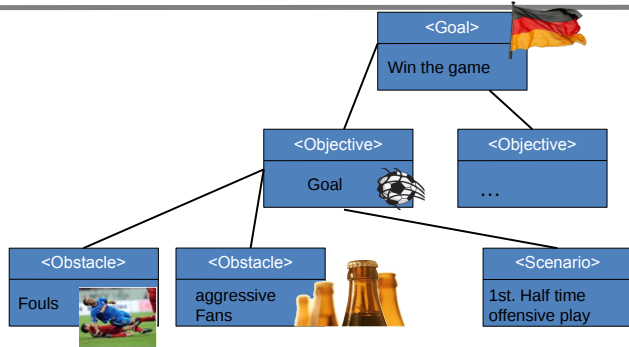 <Goal>
Win the game
<Objective>
Goal
<Objective>
…
<Obstacle>
Fouls
<Obstacle>
aggressive
Fans
<Scenario>
1st. Half time
offensive play